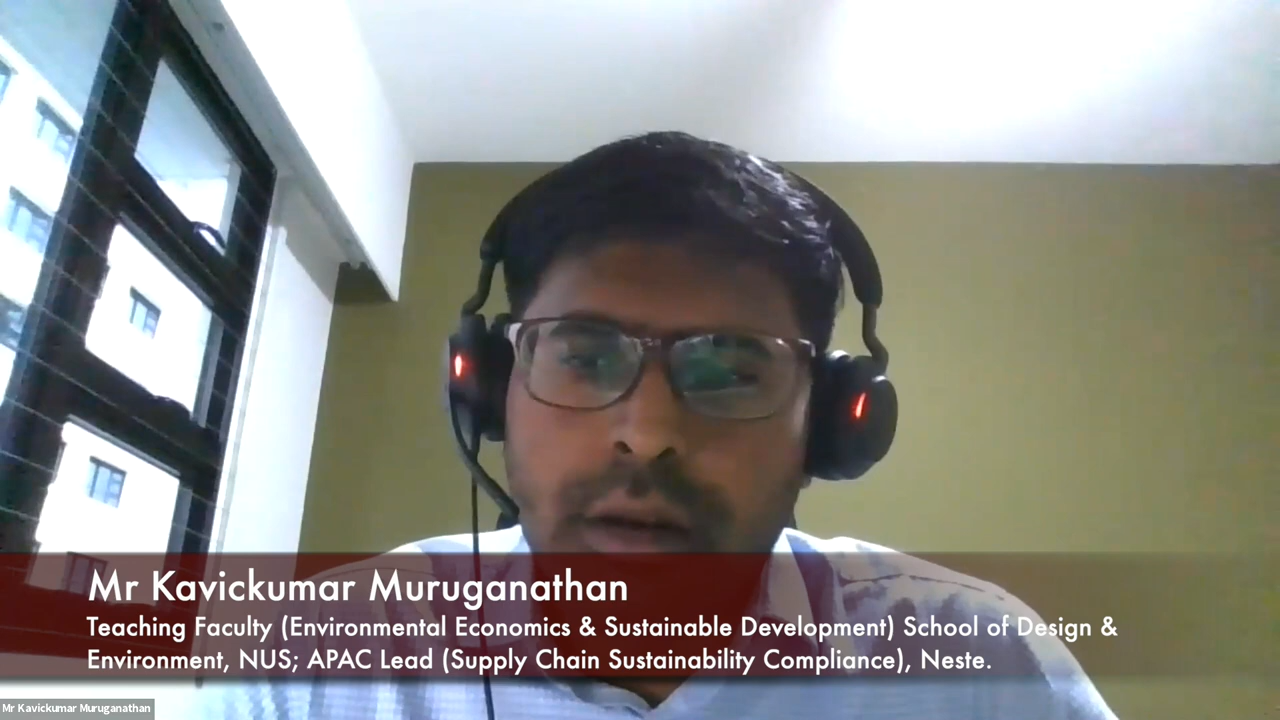 Mr Kavickumar Muruganathan
Teaching Faculty (Environmental Economics & Sustainable Development) School of Design &
Environment, NUS; APAC Lead (Supply Chain Sustainability Compliance), Neste.
Mr Kavickumar Muruganathan